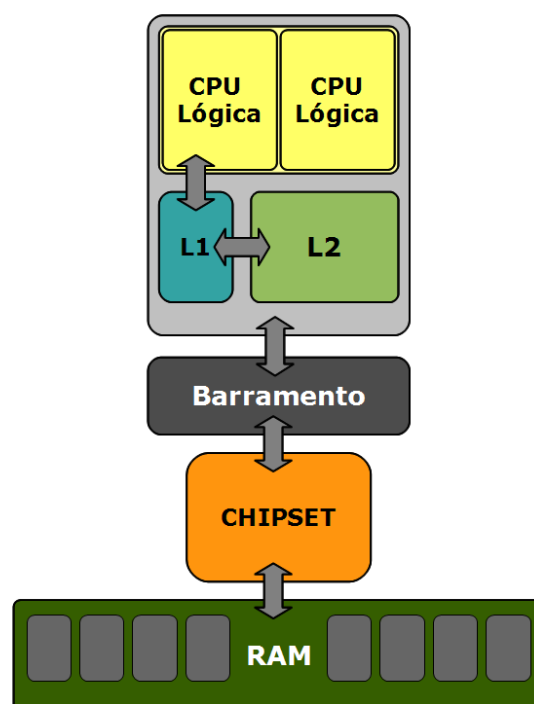 CPU
Lógica
CPU
Lógica
L1
L2
Barramento
CHIPSET
RAM